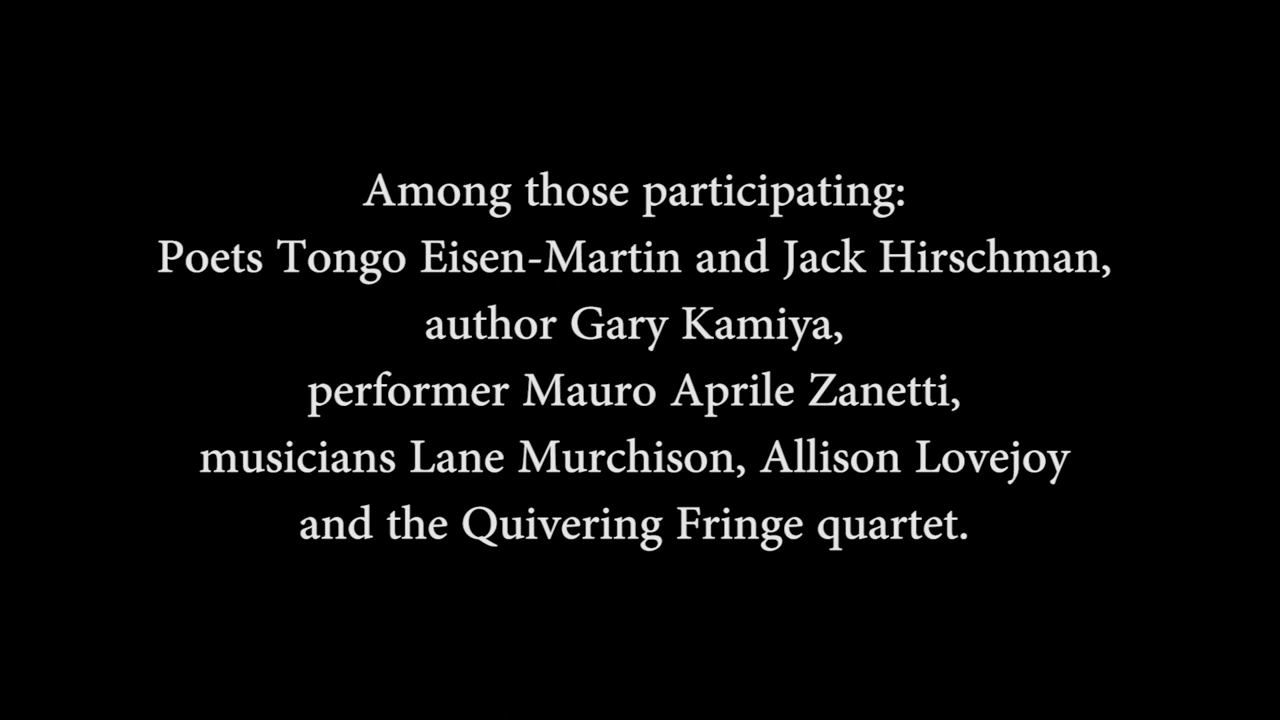 Among those participating:
Poets Tongo Eisen-Martin and Jack Hirschman,
author Gary Kamiya,
performer Mauro Aprile Zanetti,
musicians Lane Murchison, Allison Lovejoy
and the Quivering Fringe quartet.